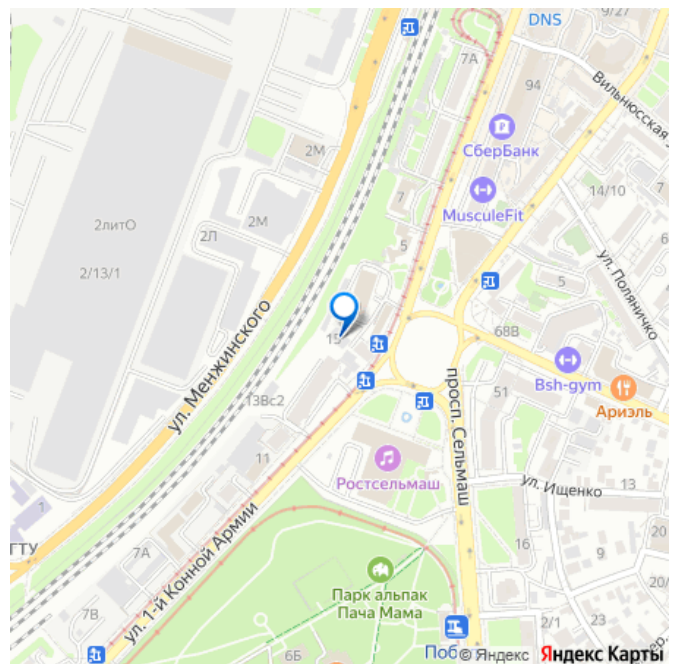 DNS
9/27
7А
94
Вильнюсская
СберБанк
2М
MusculeFit
14/10
7
7
2литО
2М
2Л
5
2/13/1
5
ул. Поляничко
ул. Менжинского
15
68В
просп. Сельмаш
Bsh-gym
Ариэль
51
13Вс2
11
Ростсельмаш
ул. Ищенко
13
1
ГТУ
7А
ул. 1-й Конной Армии
16
9
20
Парк альпак
Пача Мама
20/
7В
23
2/1
6Б
Поб
© Яндекс Яндекс Карты